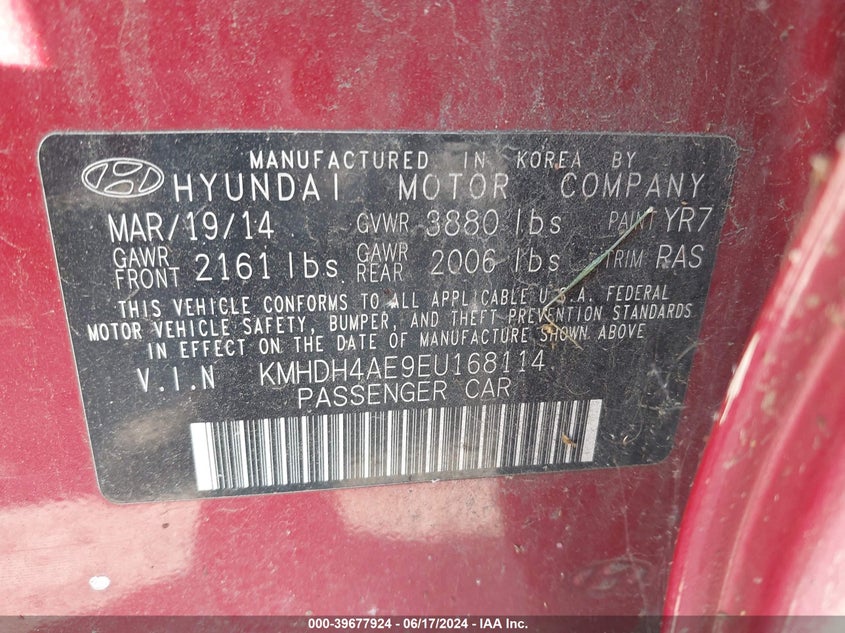 MANUFACTURED IN KOREA BY
HYUNDAI MOTOR COMPANY
MAR/19/14 GVWR 3880 lbs PAINT YR7
GAWR FRONT 2161 lbs GAWR REAR 2006 lbs TRIM RAS
THIS VEHICLE CONFORMS TO ALL APPLICABLE U.S.A. FEDERAL
MOTOR VEHICLE SAFETY, BUMPER, AND THEFT PREVENTION STANDARDS
IN EFFECT ON THE DATE OF MANUFACTURE SHOWN ABOVE
V.I.N KMHDH4AE9EU168114
PASSENGER CAR
000-39677924 - 06/17/2024 - IAA Inc.